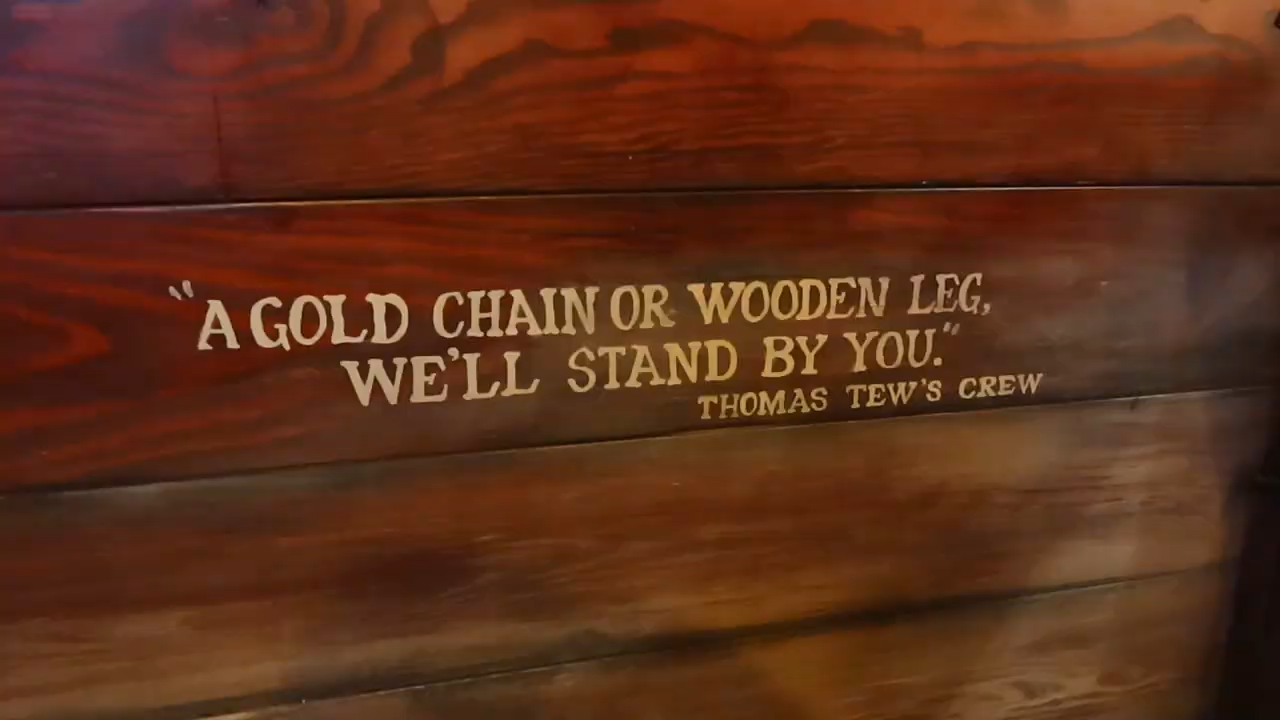 "A GOLD CHAIN OR WOODEN LEG,
WE'LL STAND BY YOU."
THOMAS TEW'S CREW